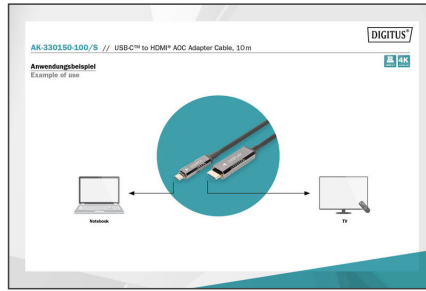 DIGITUS®
AK-330150-100/S // USB-C™ to HDMI® AOC Adapter Cable, 10 m
4K
Anwendungsbeispiel
Example of use
Notebook
TV